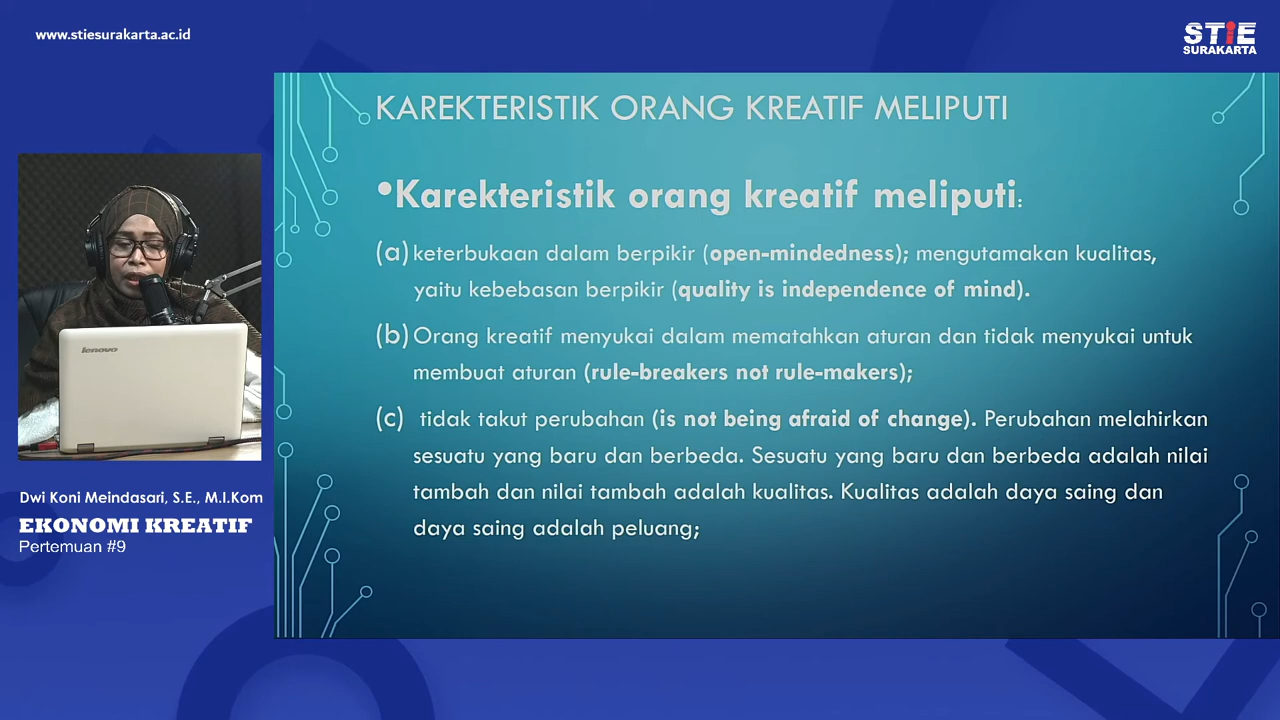 www.stiesurakarta.ac.id
STIE
SURAKARTA
KAREKTERISTIK ORANG KREATIF MELIPUTI
•Karekteristik orang kreatif meliputi:
(a) keterbukaan dalam berpikir (open-mindedness); mengutamakan kualitas,
yaitu kebebasan berpikir (quality is independence of mind).
(b) Orang kreatif menyukai dalam mematahkan aturan dan tidak menyukai untuk
membuat aturan (rule-breakers not rule-makers);
(c) tidak takut perubahan (is not being afraid of change). Perubahan melahirkan
sesuatu yang baru dan berbeda. Sesuatu yang baru dan berbeda adalah nilai
tambah dan nilai tambah adalah kualitas. Kualitas adalah daya saing dan
daya saing adalah peluang;
lenovo
Dwi Koni Meindasari, S.E., M.I.Kom
EKONOMI KREATIF
Pertemuan #9